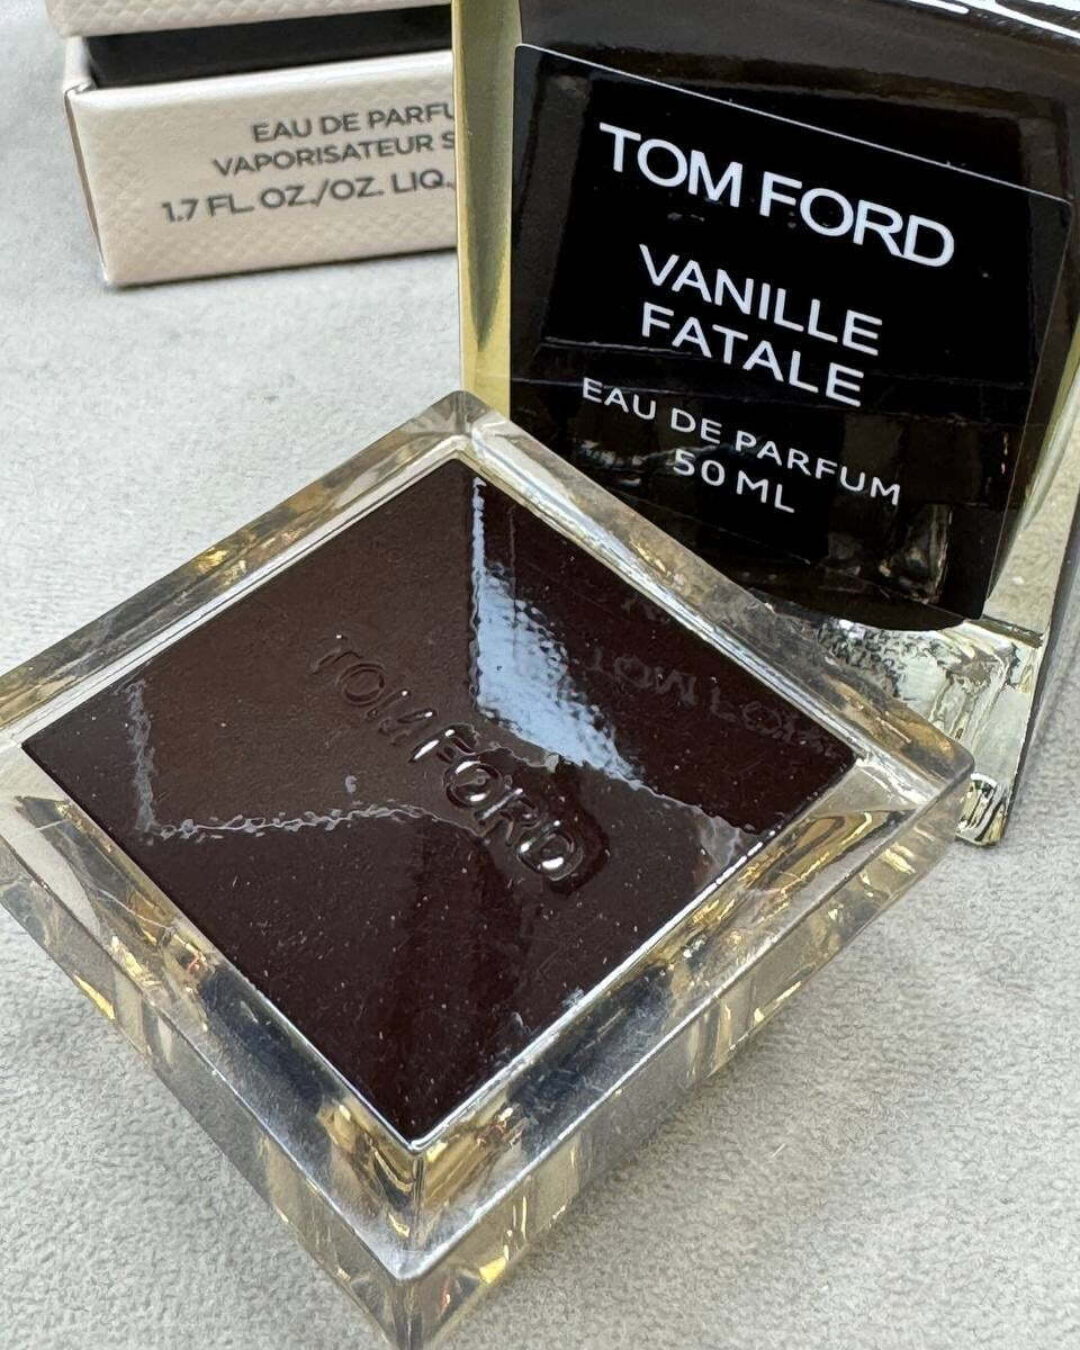 EAU DE PARFU
VAPORISATEUR S
1.7 FL. OZ./OZ. LIQ.
TOM FORD
VANILLE
FATALE
EAU DE PARFUM
50 ML
TOM FORD